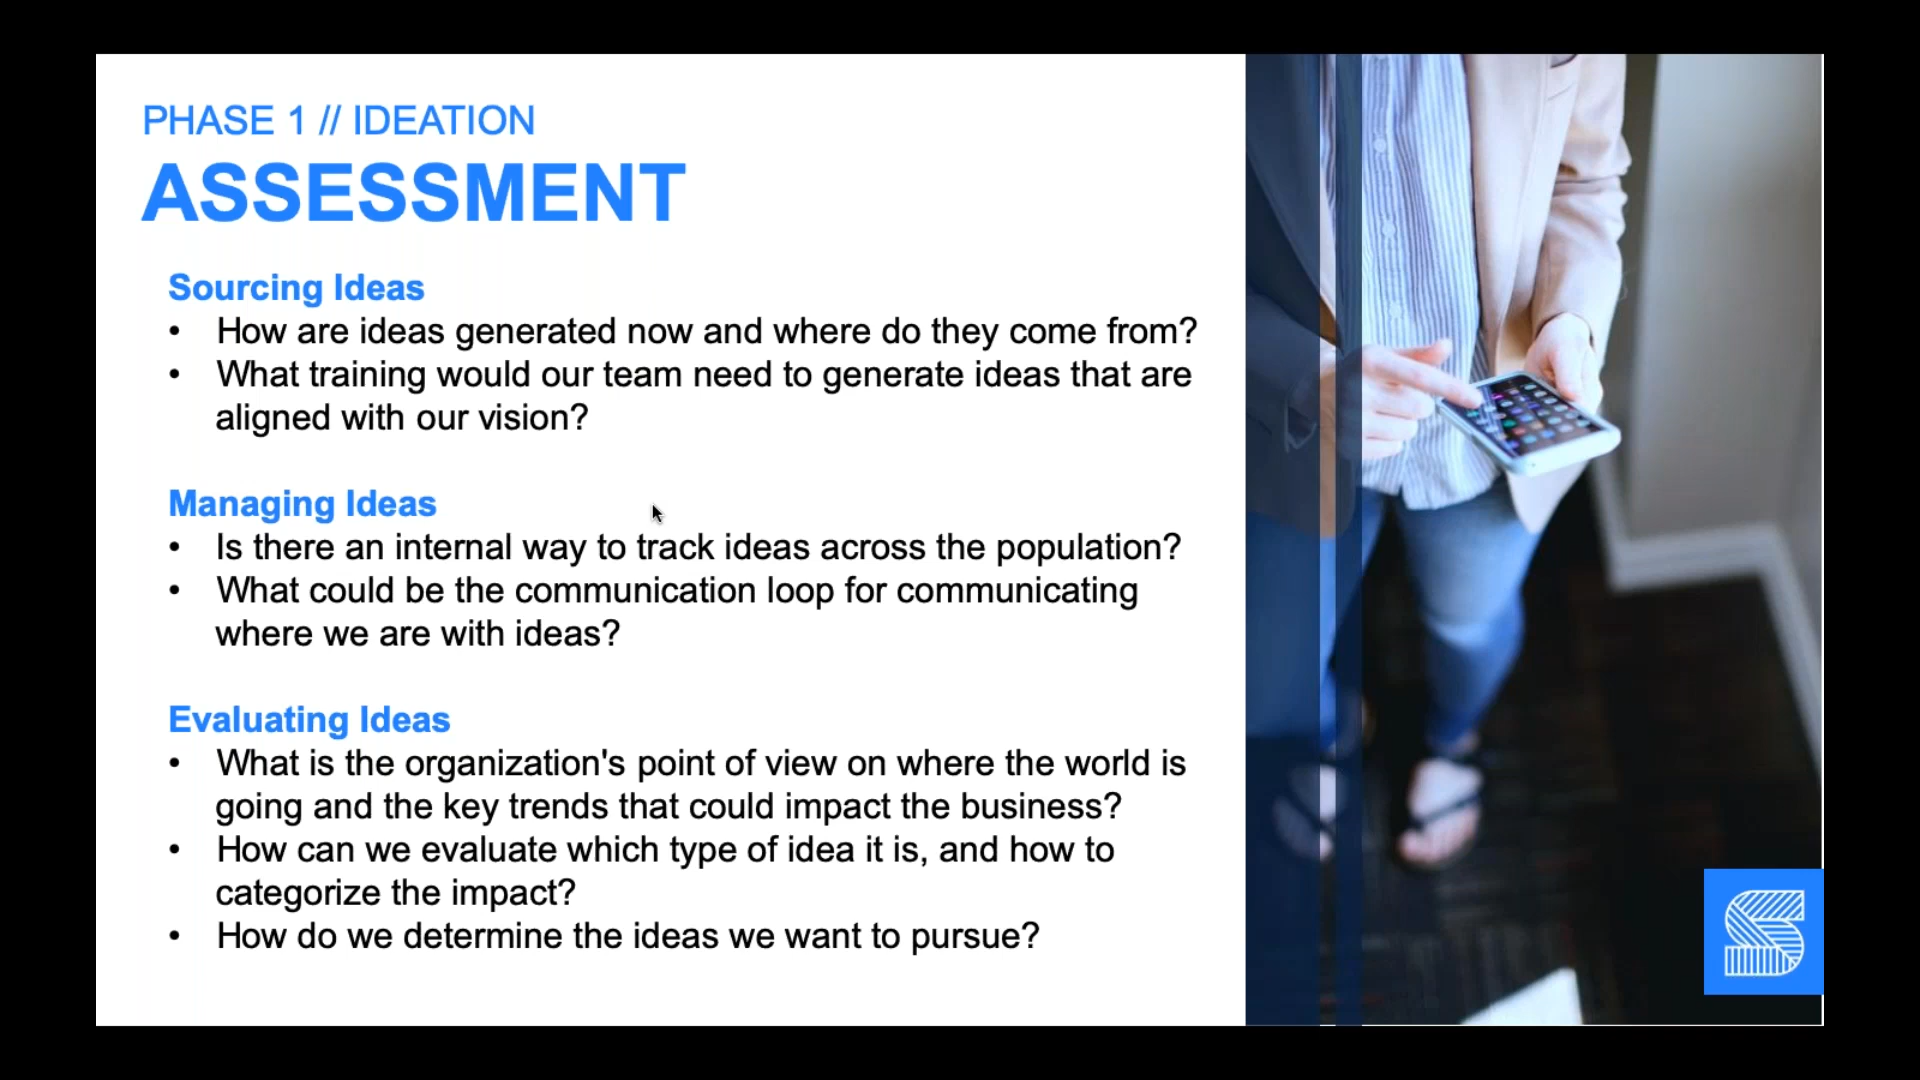 PHASE 1 // IDEATION
ASSESSMENT
Sourcing Ideas
• How are ideas generated now and where do they come from?
• What training would our team need to generate ideas that are
aligned with our vision?
Managing Ideas
• Is there an internal way to track ideas across the population?
• What could be the communication loop for communicating
where we are with ideas?
Evaluating Ideas
• What is the organization's point of view on where the world is
going and the key trends that could impact the business?
• How can we evaluate which type of idea it is, and how to
categorize the impact?
• How do we determine the ideas we want to pursue?
S